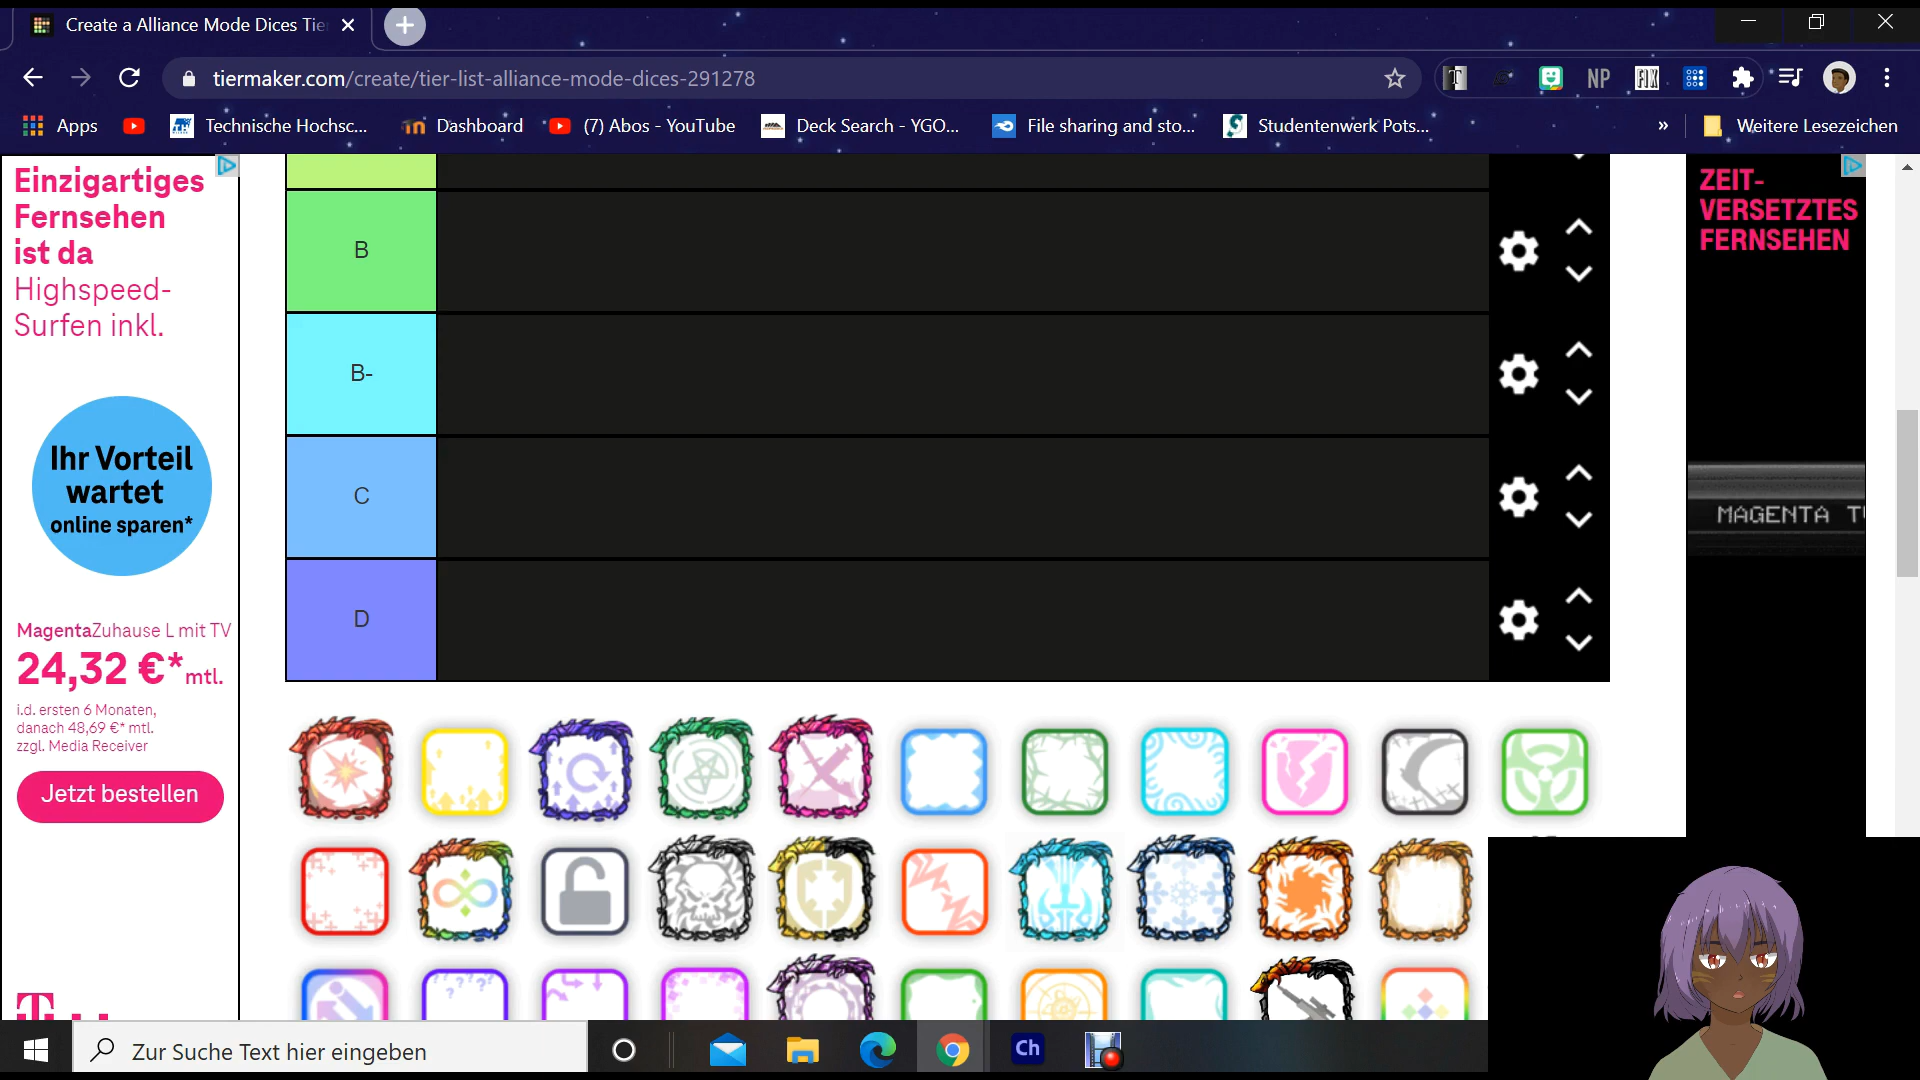 Create a Alliance Mode Dices Tie
tiermaker.com/create/tier-list-alliance-mode-dices-291278
NP
FIX
Apps
Technische Hochsc...
Dashboard
(7) Abos - YouTube
Deck Search - YGO...
File sharing and sto...
Studentenwerk Pots...
»
Weitere Lesezeichen
Einzigartiges
Fernsehen
ist da
Highspeed-
Surfen inkl.
Ihr Vorteil
wartet
online sparen*
MagentaZuhause L mit TV
24,32 €* mtl.
i.d. ersten 6 Monaten,
danach 48,69 €* mtl.
zzgl. Media Receiver
Jetzt bestellen
T
B
B-
C
D
? ? ? ? ?
ZEIT-
VERSETZTES
FERNSEHEN
MAGENTA T
Zur Suche Text hier eingeben
Ch